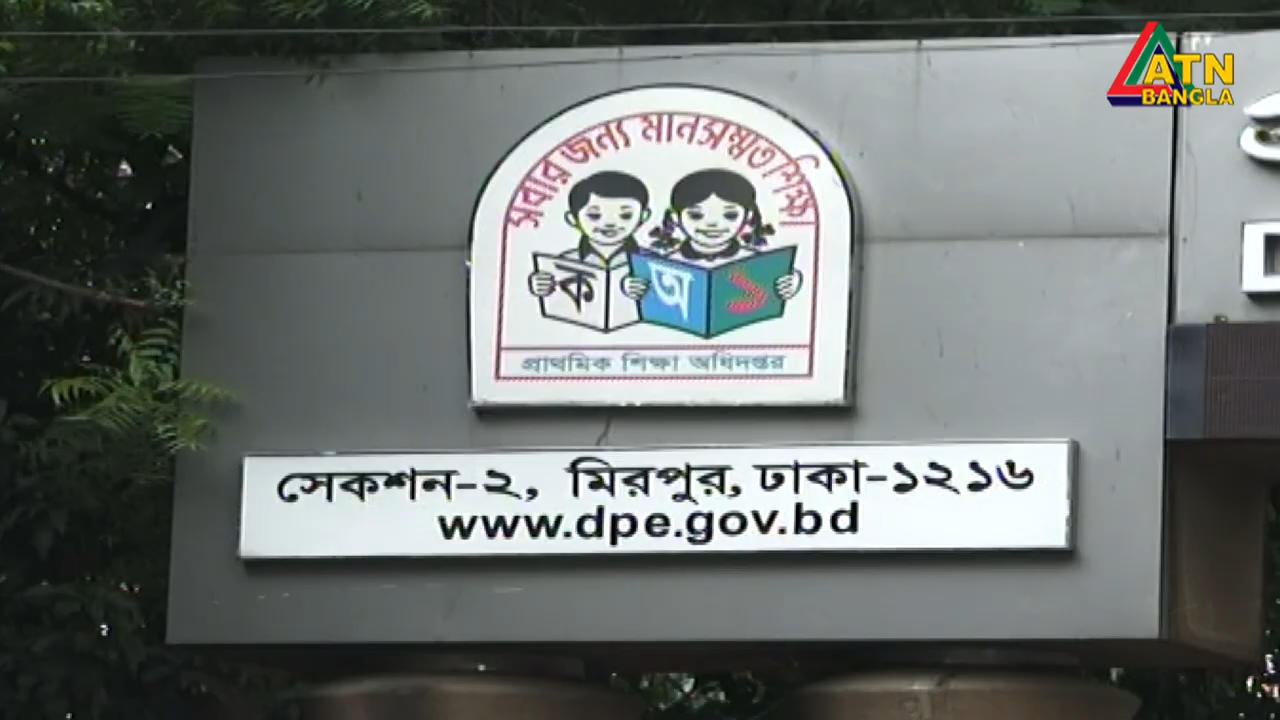 ATN
BANGLA
সবার জন্য মানসম্মত শিক্ষা
ক
অ
১
প্রাথমিক শিক্ষা অধিদপ্তর
সেকশন-২, মিরপুর, ঢাকা-১২১৬
www.dpe.gov.bd